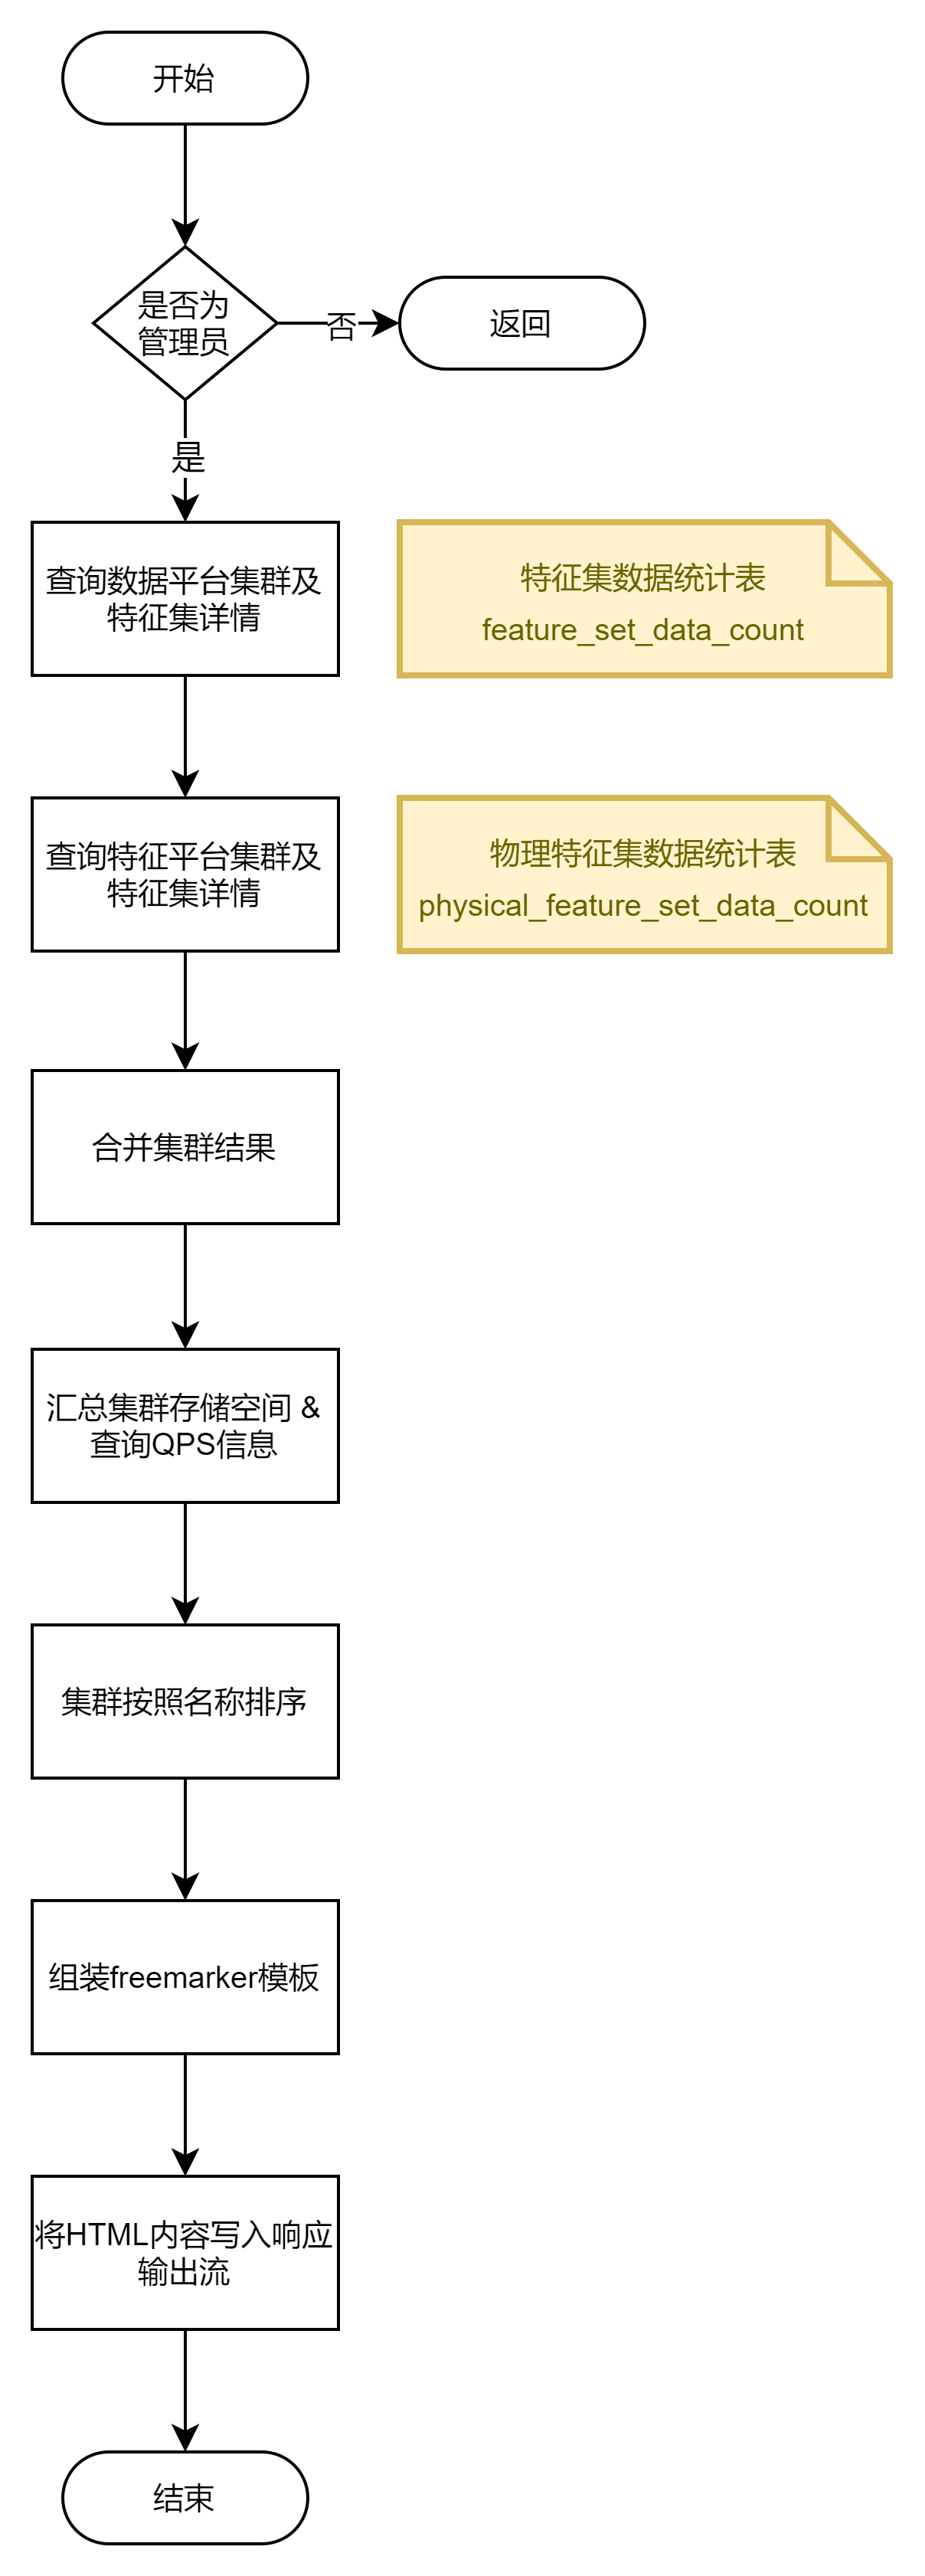 开始
是否为
管理员
否
返回
是
查询数据平台集群及
特征集详情
特征集数据统计表
feature_set_data_count
查询特征平台集群及
特征集详情
物理特征集数据统计表
physical_feature_set_data_count
合并集群结果
汇总集群存储空间 &
查询QPS信息
集群按照名称排序
组装freemarker模板
将HTML内容写入响应
输出流
结束